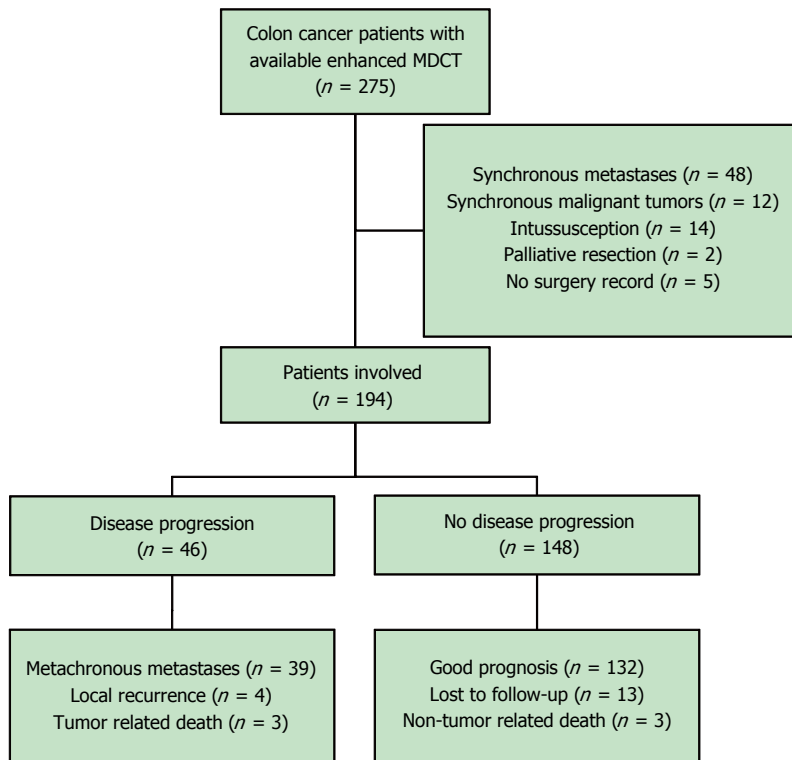 Colon cancer patients with
available enhanced MDCT
(n = 275)
Synchronous metastases (n = 48)
Synchronous malignant tumors (n = 12)
Intussusception (n = 14)
Palliative resection (n = 2)
No surgery record (n = 5)
Patients involved
(n = 194)
Disease progression
(n = 46)
No disease progression
(n = 148)
Metachronous metastases (n = 39)
Local recurrence (n = 4)
Tumor related death (n = 3)
Good prognosis (n = 132)
Lost to follow-up (n = 13)
Non-tumor related death (n = 3)